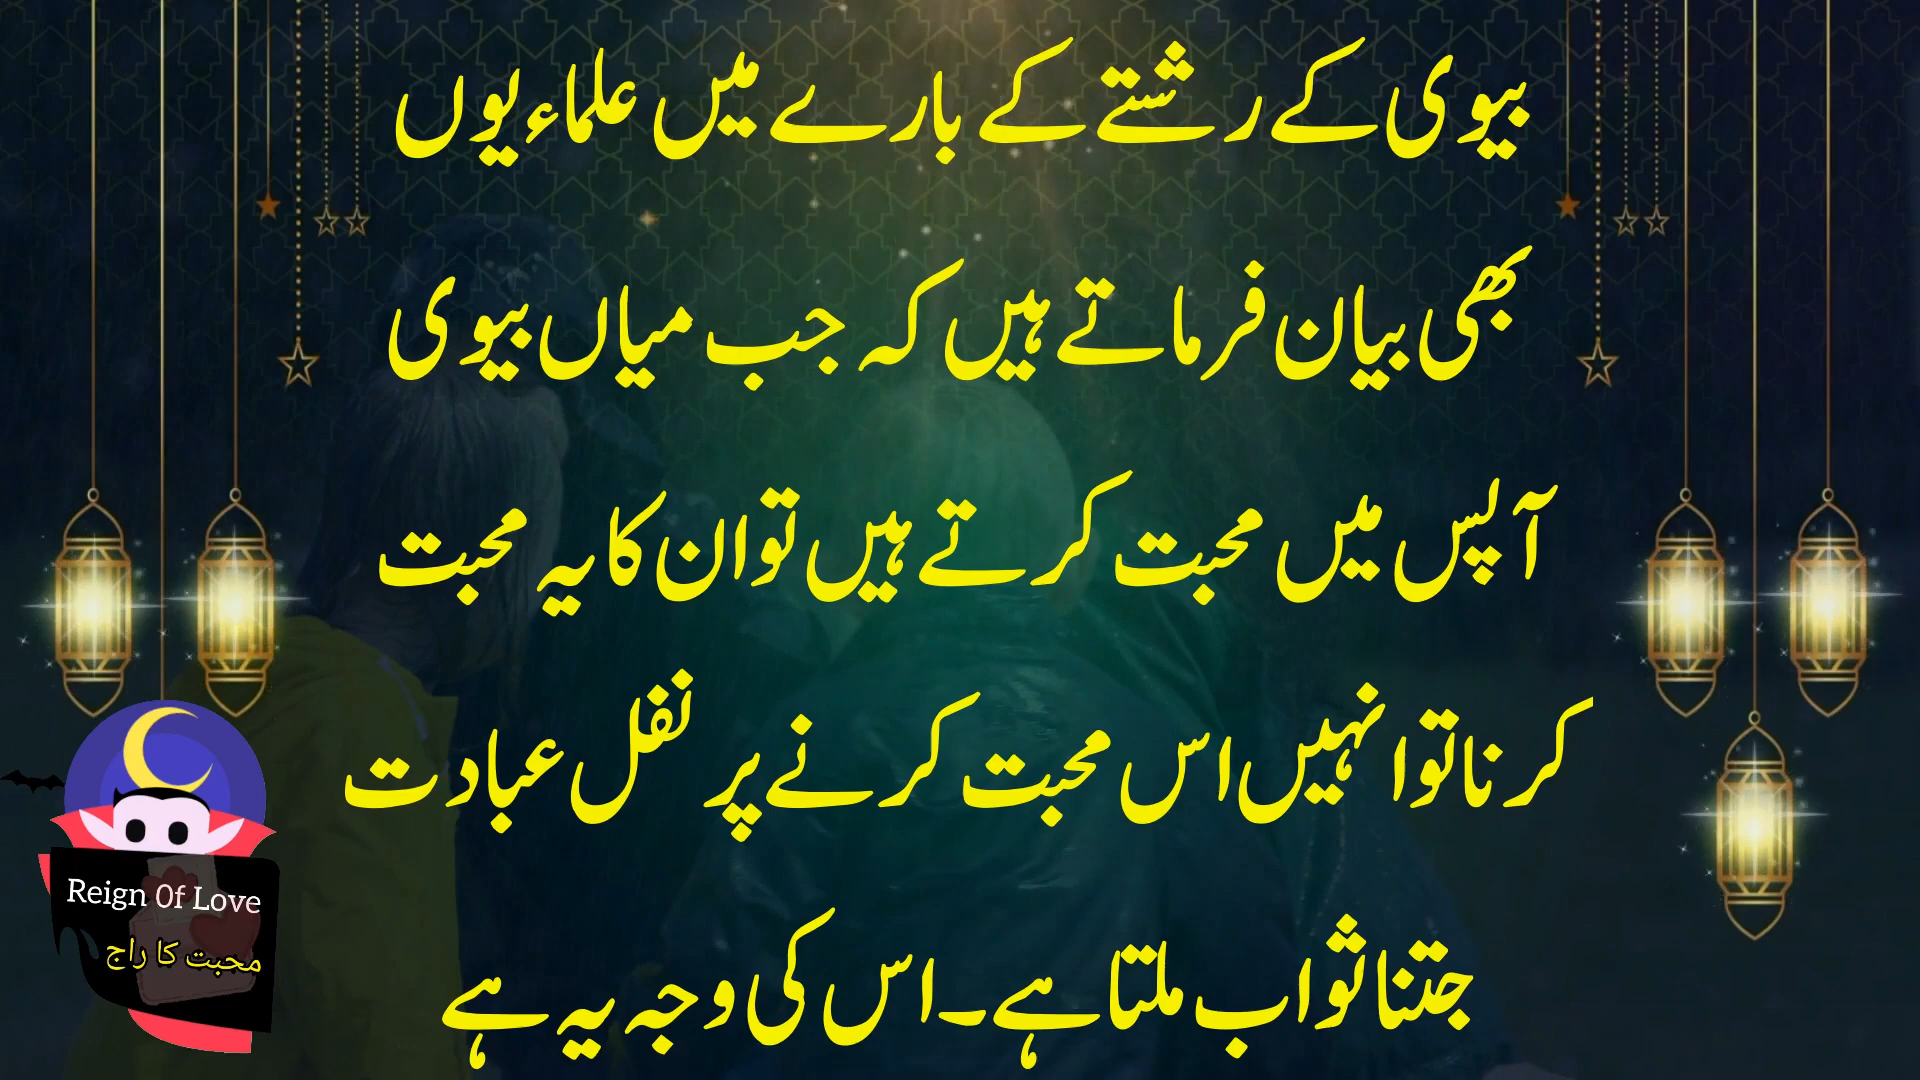 بیوی کے رشتے کے بارے میں علماء یوں
بھی بیان فرماتے ہیں کہ جب میاں بیوی
آپس میں محبت کرتے ہیں تو ان کا یہ محبت
کرنا تو انہیں اس محبت کرنے پر نفل عبادت
جتنا ثواب ملتا ہے۔ اس کی وجہ یہ ہے
Reign Of Love
محبت کا راج